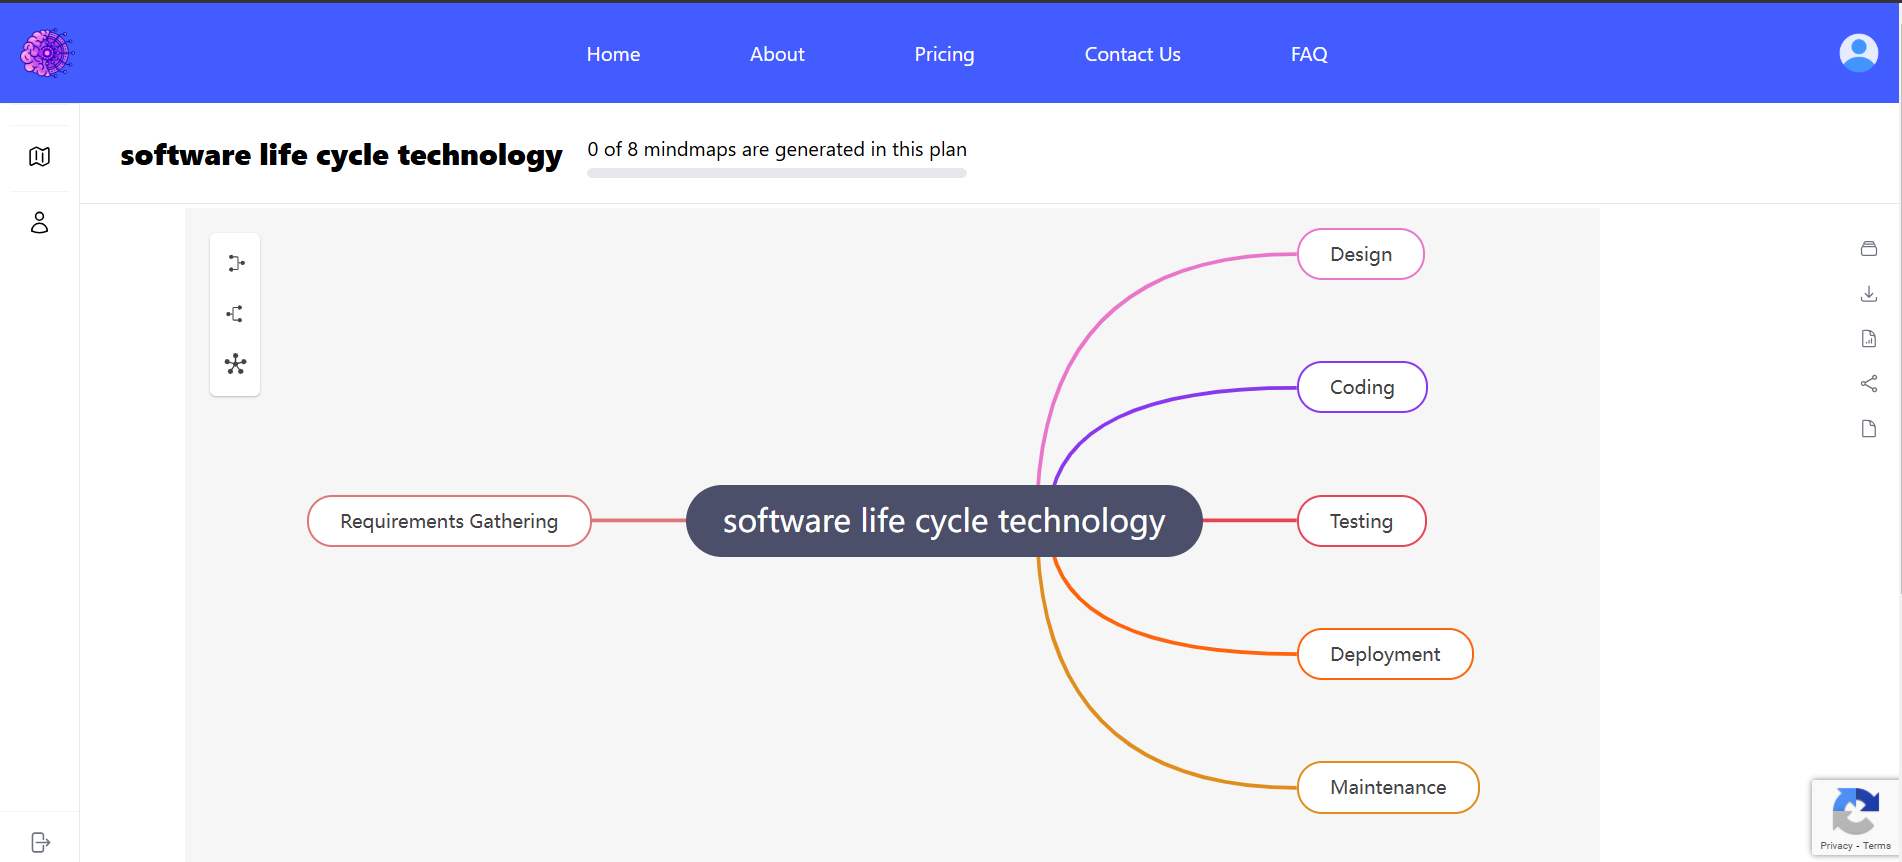 Home
About
Pricing
Contact Us
FAQ
software life cycle technology
0 of 8 mindmaps are generated in this plan
Design
Coding
Requirements Gathering
software life cycle technology
Testing
Deployment
Maintenance
Privacy - Terms